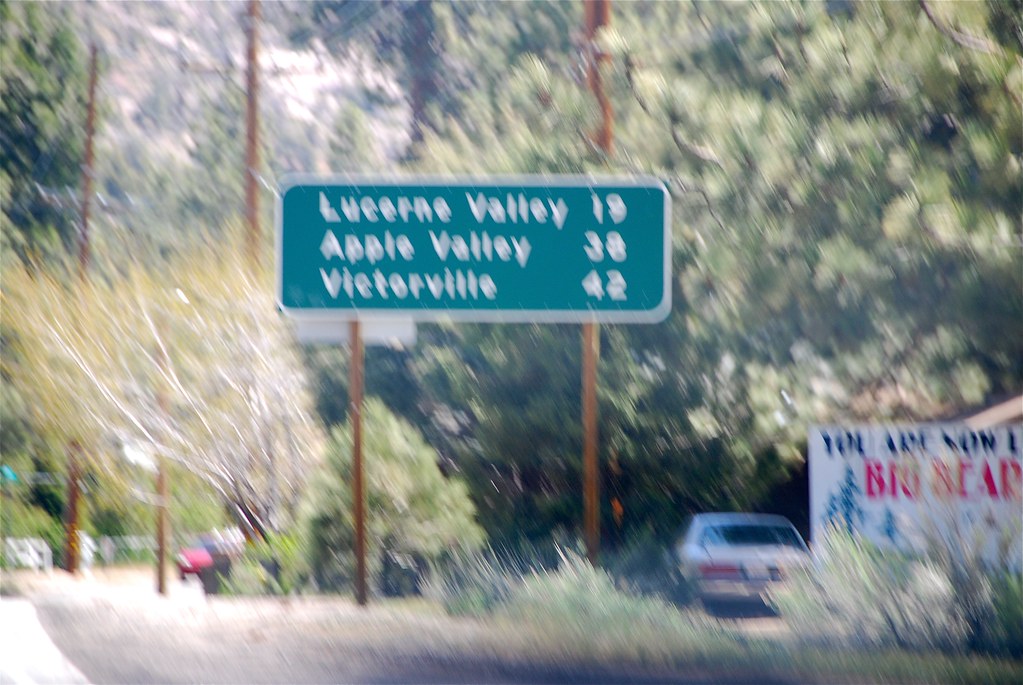 Lucerne Valley 19
Apple Valley 38
Victorville 42
YOU ARE NOW
BIG BEAR